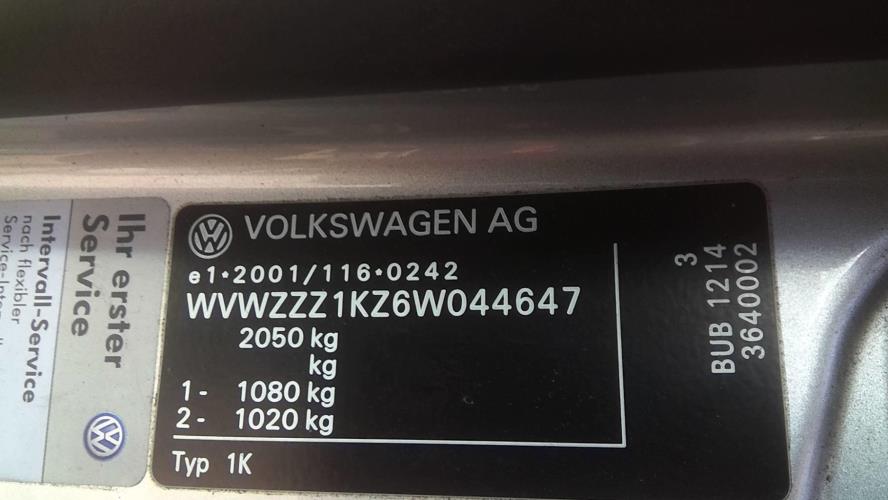 Ihr erster
Service
Intervall-Service
nach flexibler
VOLKSWAGEN AG
e1*2001/116*0242
WVWZZZ1KZ6W044647
2050 kg
kg
1- 1080 kg
2- 1020 kg
Typ 1K
3
BUB 1214
3640002